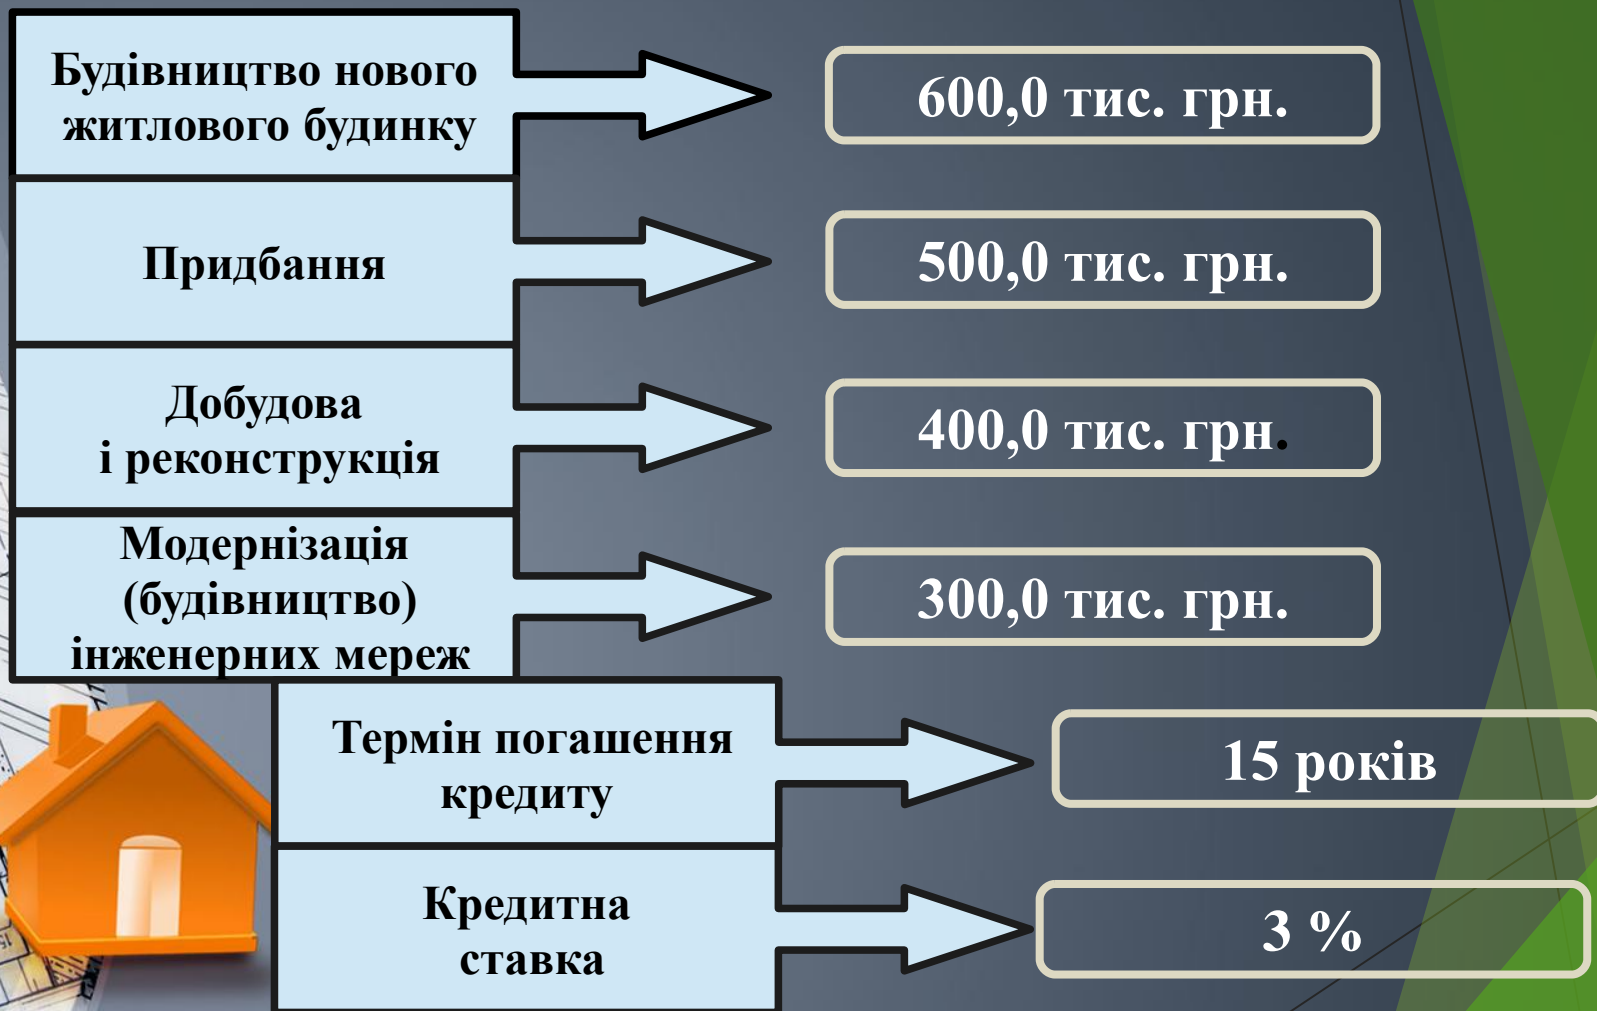 Будівництво нового
житлового будинку
600,0 тис. грн.
Придбання
500,0 тис. грн.
Добудова
і реконструкція
400,0 тис. грн.
Модернізація
(будівництво)
інженерних мереж
300,0 тис. грн.
Термін погашення
кредиту
15 років
Кредитна
ставка
3 %